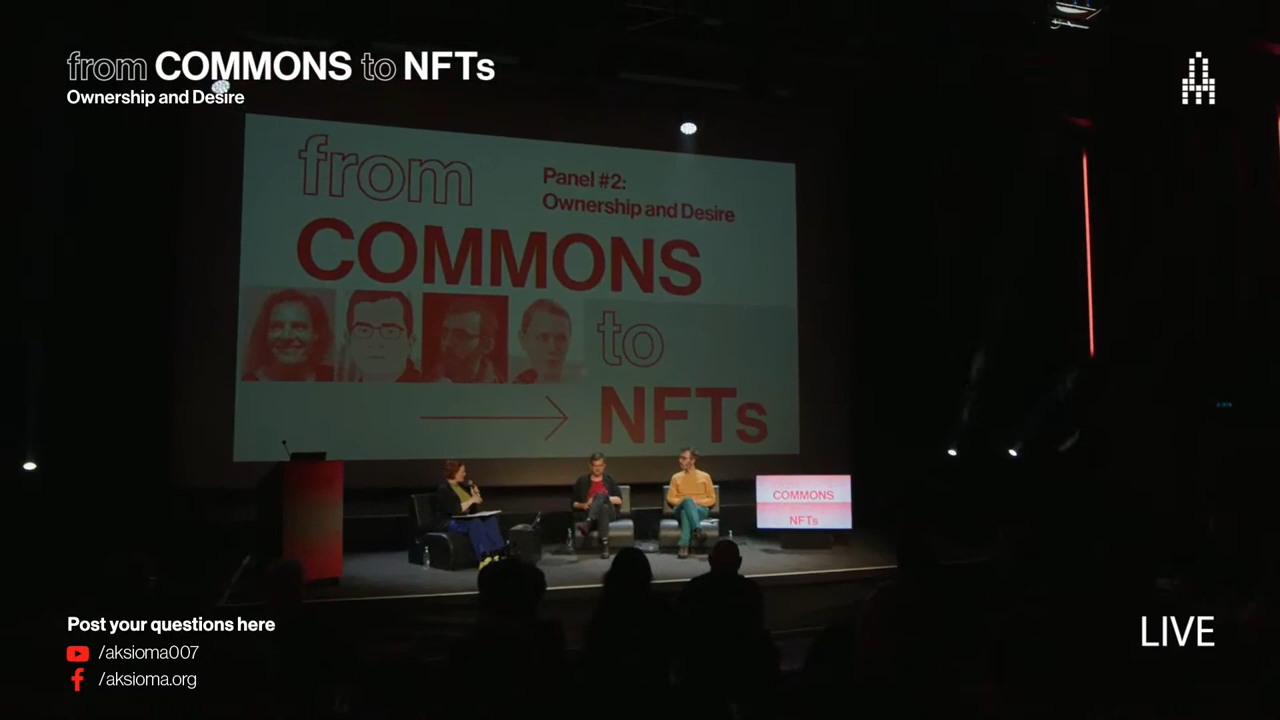 from COMMONS to NFTs
Ownership and Desire
from
Panel #2:
Ownership and Desire
COMMONS
to
NFTs
COMMONS
NFTs
Post your questions here
/aksioma007
/aksioma.org
LIVE